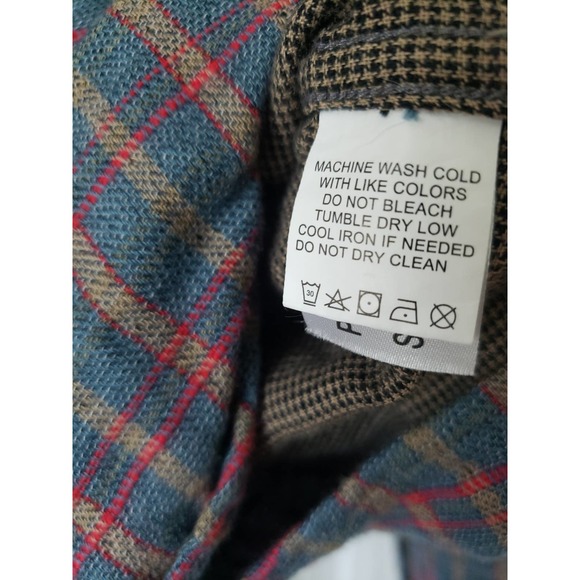 MACHINE WASH COLD
WITH LIKE COLORS
DO NOT BLEACH
TUMBLE DRY LOW
COOL IRON IF NEEDED
DO NOT DRY CLEAN
30